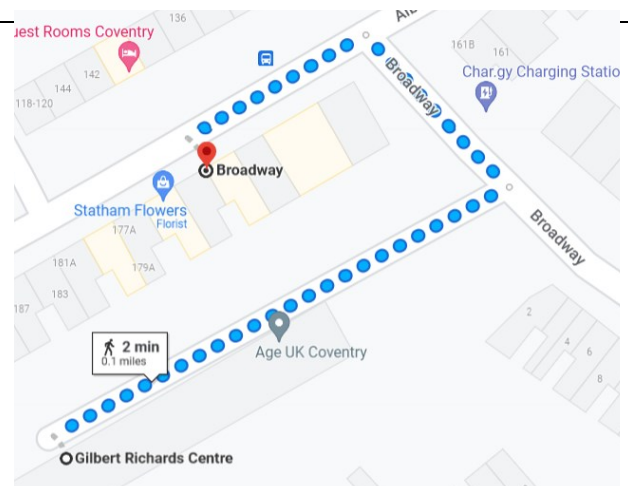 136
uest Rooms Coventry
142
144
118-120
161B
161
Char.gy Charging Statio
Broadway
Broadway
Statham Flowers
Florist
177A
179A
181A
183
187
Broadway
2
4
6
8
2 min
0.1 miles
Age UK Coventry
Gilbert Richards Centre